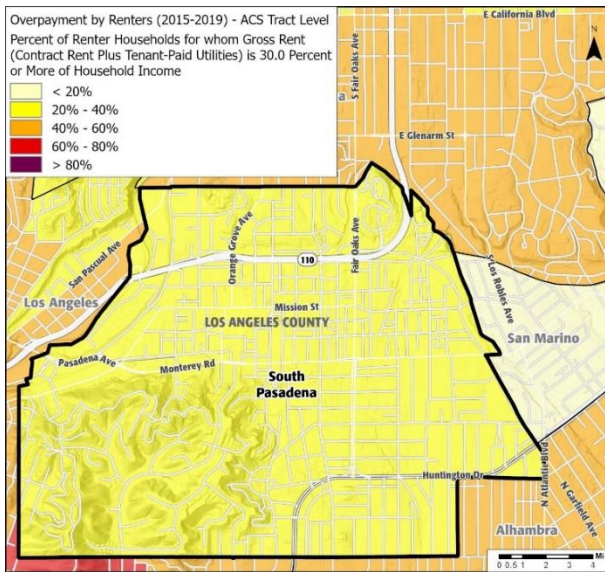 Overpayment by Renters (2015-2019) - ACS Tract Level
Percent of Renter Households for whom Gross Rent
(Contract Rent Plus Tenant-Paid Utilities) is 30.0 Percent
or More of Household Income
< 20%
20% - 40%
40% - 60%
60% - 80%
> 80%
E California Blvd
S Fair Oaks Ave
N
a
E Glenarm St
San Pascual Ave
Orange Grove Ave
Fair Oaks Ave
110
S Los Robles Ave
Los Angeles
Mission St
LOS ANGELES COUNTY
San Marino
Pasadena Ave
Monterey Rd
South
Pasadena
Huntington Dr
N Atlantic Blvd
N Garfield Ave
Alhambra
Mi
0 0.5 1 2 3 4